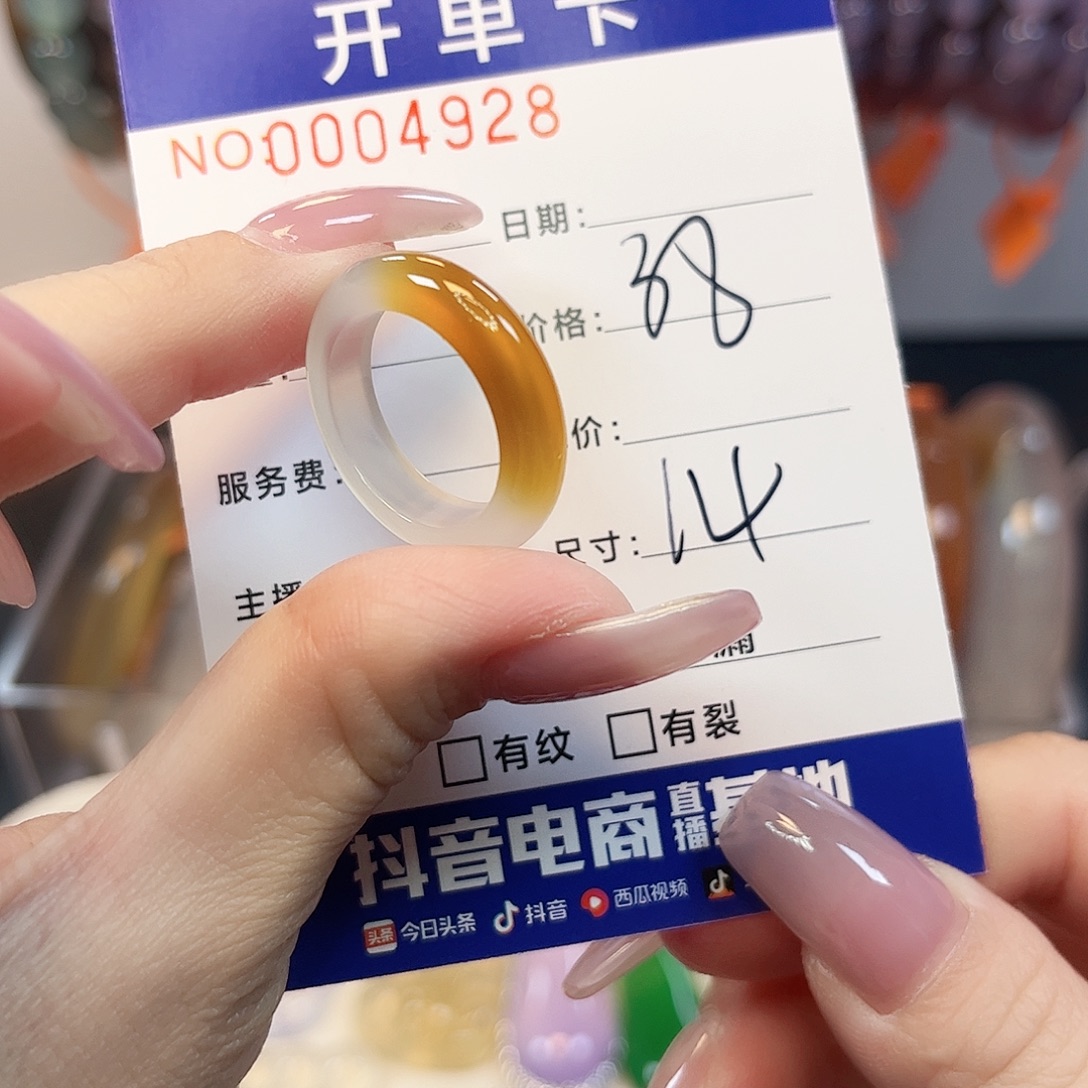 开单卡
NO:0004928
日期:
价格: 38
服务费:
价:
尺寸: 14
主播
有纹 有裂
抖音电商 直播基地
头条 今日头条 抖音 西瓜视频